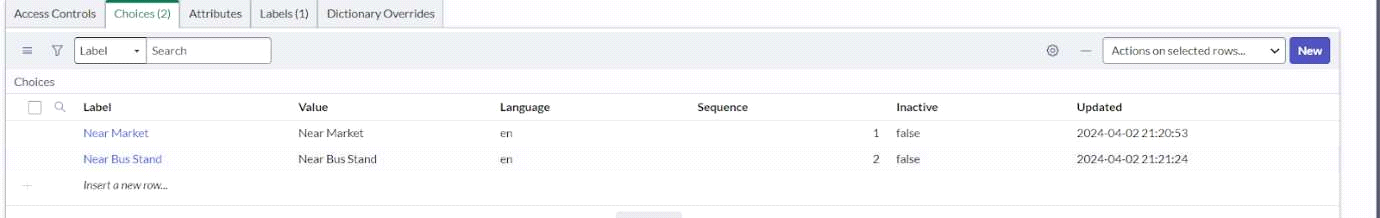 Access Controls Choices (2) Attributes Labels (1) Dictionary Overrides
Label Search Actions on selected rows... New
Choices
Label Value Language Sequence Inactive Updated
Near Market Near Market en 1 false 2024-04-02 21:20:53
Near Bus Stand Near Bus Stand en 2 false 2024-04-02 21:21:24
Insert a new row...